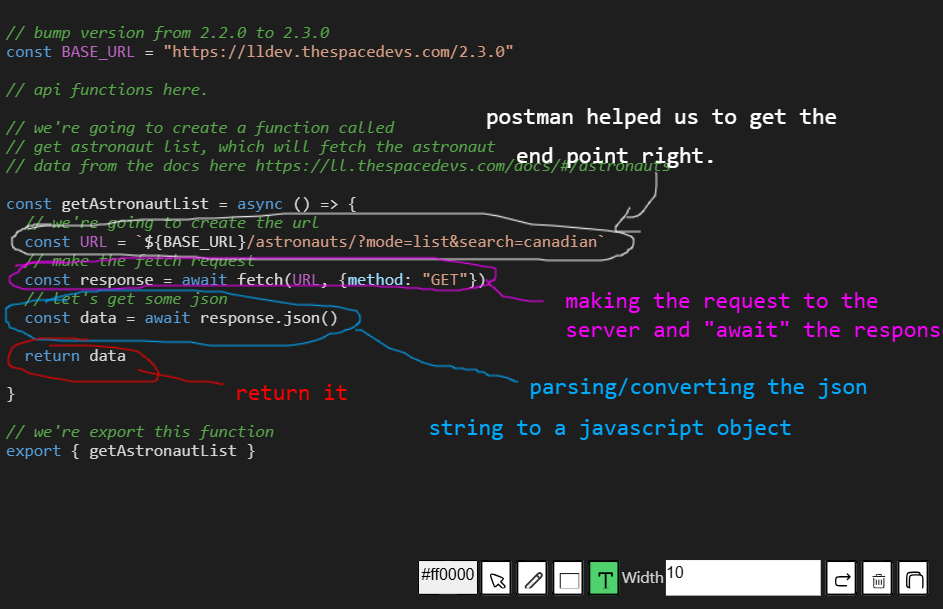 // bump version from 2.2.0 to 2.3.0
const BASE_URL = "https://lldev.thespacedevs.com/2.3.0"
// api functions here.
postman helped us to get the
end point right.
// we're going to create a function called
// get astronaut list, which will fetch the astronaut
// data from the docs here https://ll.thespacedevs.com/docs/#/astronauts
const getAstronautList = async () => {
// we're going to create the url
const URL = `${BASE_URL}/astronauts/?mode=list&search=canadian`
// make the fetch request
const response = await fetch(URL, {method: "GET"})
making the request to the
server and "await" the respons
// let's get some json
const data = await response.json()
parsing/converting the json
string to a javascript object
return data
return it
}
// we're export this function
export { getAstronautList }
#ff0000 T Width 10